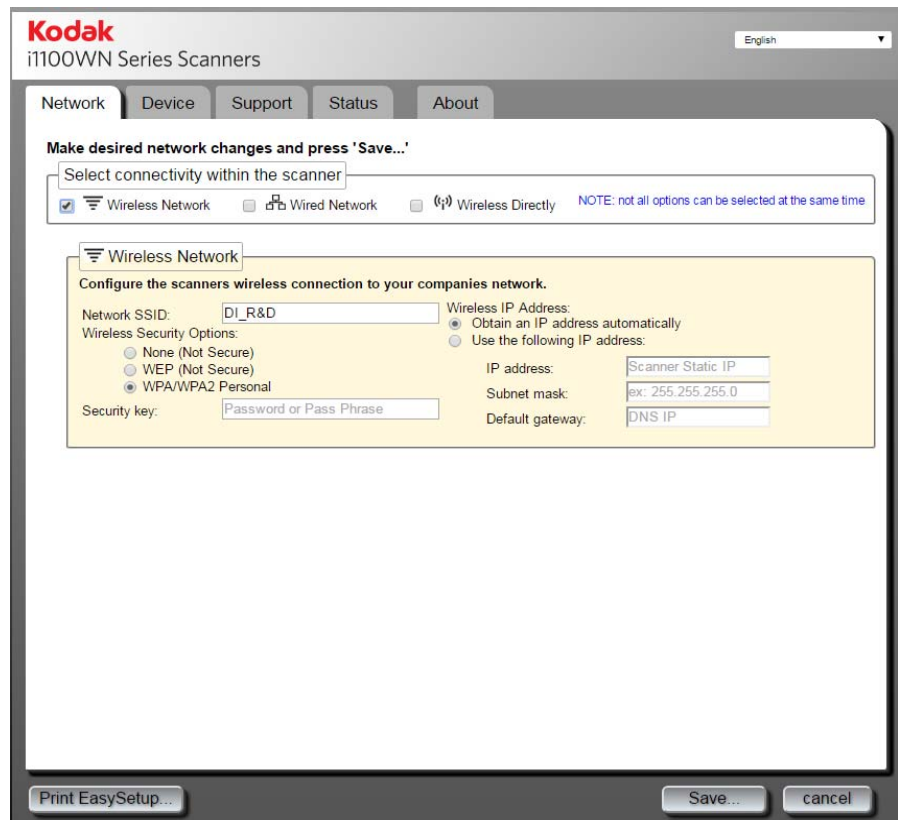 Kodak
i1100WN Series Scanners
English
Network Device Support Status About
Make desired network changes and press 'Save...'
Select connectivity within the scanner
Wireless Network Wired Network Wireless Directly NOTE: not all options can be selected at the same time
Wireless Network
Configure the scanners wireless connection to your companies network.
Network SSID: DI_R&D
Wireless Security Options:
None (Not Secure)
WEP (Not Secure)
WPA/WPA2 Personal
Security key: Password or Pass Phrase
Wireless IP Address:
Obtain an IP address automatically
Use the following IP address:
IP address: Scanner Static IP
Subnet mask: ex: 255.255.255.0
Default gateway: DNS IP
Print EasySetup... Save... cancel